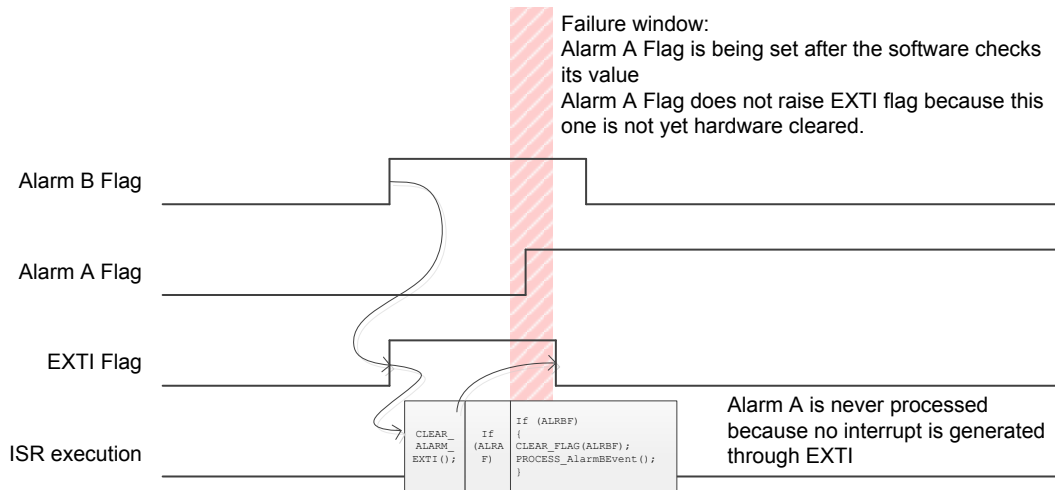 Failure window:
Alarm A Flag is being set after the software checks
its value
Alarm A Flag does not raise EXTI flag because this
one is not yet hardware cleared.
Alarm B Flag
Alarm A Flag
EXTI Flag
ISR execution
CLEAR_
ALARM_
EXTI();
If
(ALRA
F)
If (ALRBF)
{
CLEAR_FLAG(ALRBF);
PROCESS_AlarmBEvent();
}
Alarm A is never processed
because no interrupt is generated
through EXTI